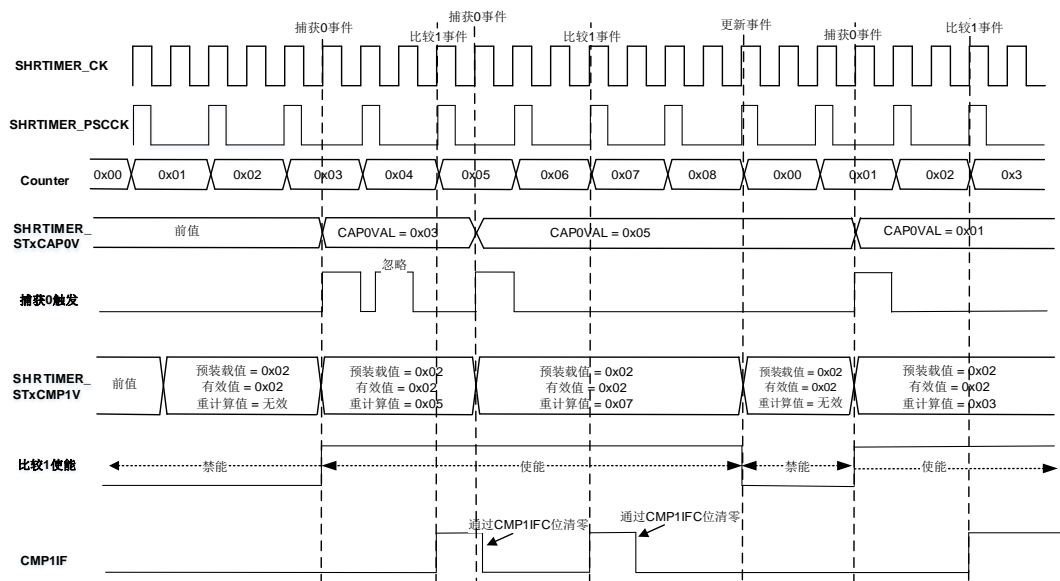 捕获0事件
捕获0事件
比较1事件
比较1事件
更新事件
捕获0事件
比较1事件
SHRTIMER_CK
SHRTIMER_PSCCK
Counter
0x00
0x01
0x02
0x03
0x04
0x05
0x06
0x07
0x08
0x00
0x01
0x02
0x3
SHRTIMER_
STxCAP0V
前值
CAP0VAL = 0x03
CAP0VAL = 0x05
CAP0VAL = 0x01
捕获0触发
忽略
SHRTIMER_
STxCMP1V
前值
预装载值 = 0x02
有效值 = 0x02
重计算值 = 无效
预装载值 = 0x02
有效值 = 0x02
重计算值 = 0x05
预装载值 = 0x02
有效值 = 0x02
重计算值 = 0x07
预装载值 = 0x02
有效值 = 0x02
重计算值 = 无效
预装载值 = 0x02
有效值 = 0x02
重计算值 = 0x03
比较1使能
禁能
使能
禁能
使能
CMP1IF
通过CMP1IFC位清零
通过CMP1IFC位清零